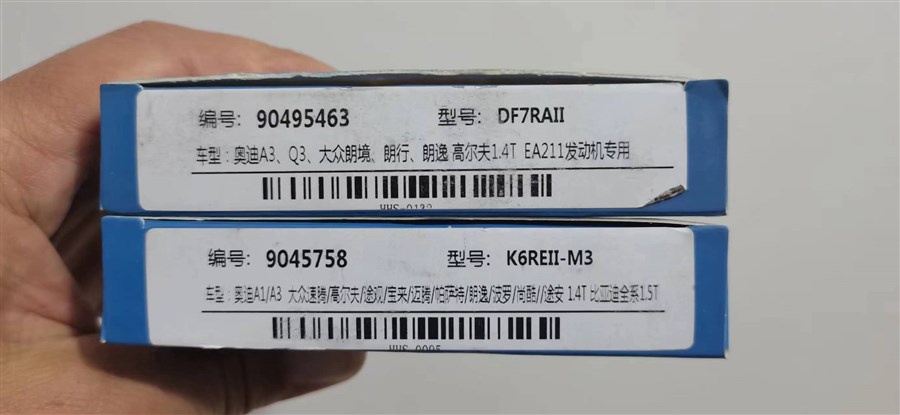 编号: 90495463 型号: DF7RAII
车型: 奥迪A3、Q3、大众朗境、朗行、朗逸 高尔夫1.4T EA211发动机专用
HHS-0132
编号: 9045758 型号: K6REII-M3
车型: 奥迪A1/A3 大众速腾/高尔夫/途观/宝来/迈腾/帕萨特/朗逸/波罗/尚酷//途安 1.4T 比亚迪全系1.5T
HHS-0005